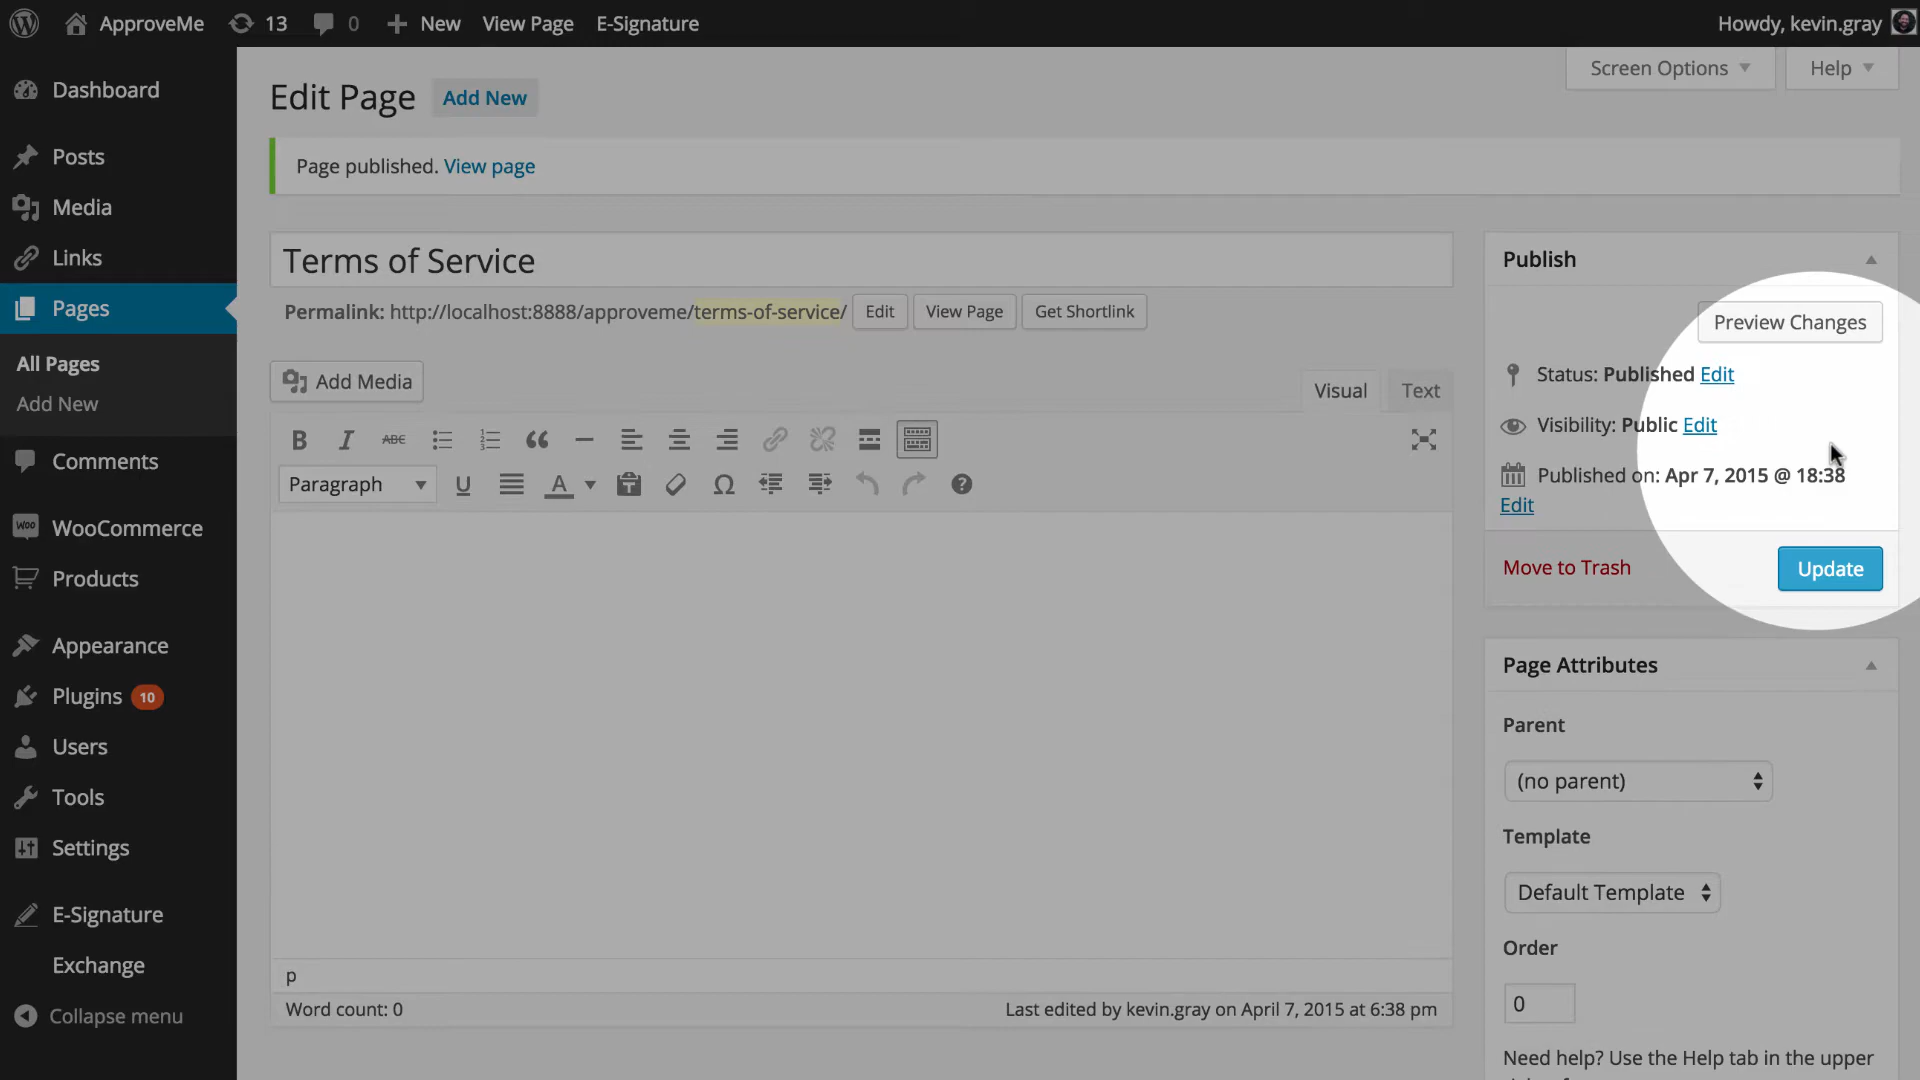 ApproveMe 13 0 New View Page E-Signature Howdy, kevin.gray
Dashboard
Posts
Media
Links
Pages
All Pages
Add New
Comments
WooCommerce
Products
Appearance
Plugins 10
Users
Tools
Settings
E-Signature
Exchange
Collapse menu
Screen Options Help
Edit Page Add New
Page published. View page
Terms of Service
Permalink: http://localhost:8888/approveme/terms-of-service/ Edit View Page Get Shortlink
Add Media
Visual Text
B I ABC
Paragraph U A Ω ?
p
Word count: 0 Last edited by kevin.gray on April 7, 2015 at 6:38 pm
Publish
Preview Changes
Status: Published Edit
Visibility: Public Edit
Published on: Apr 7, 2015 @ 18:38
Edit
Move to Trash Update
Page Attributes
Parent
(no parent)
Template
Default Template
Order
0
Need help? Use the Help tab in the upper